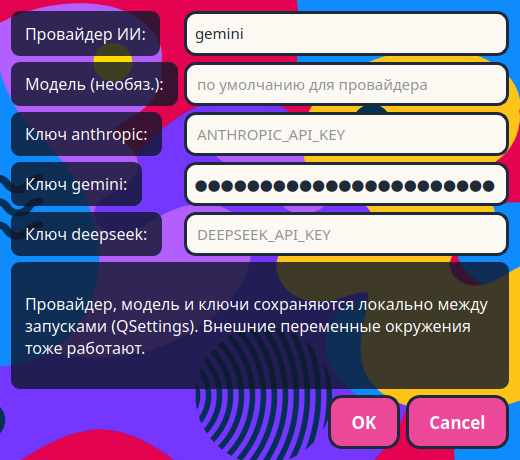 Провайдер ИИ: gemini
Модель (необяз.): по умолчанию для провайдера
Ключ anthropic: ANTHROPIC_API_KEY
Ключ gemini: ●●●●●●●●●●●●●●●●●●●●●●●
Ключ deepseek: DEEPSEEK_API_KEY
Провайдер, модель и ключи сохраняются локально между
запусками (QSettings). Внешние переменные окружения
тоже работают.
OK Cancel